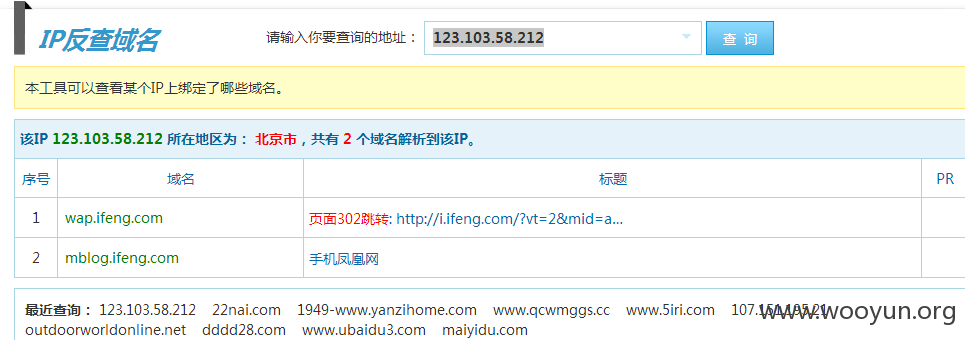 IP反查域名
请输入你要查询的地址： 123.103.58.212 查 询
本工具可以查看某个IP上绑定了哪些域名。
该IP 123.103.58.212 所在地区为： 北京市，共有 2 个域名解析到该IP。
序号 域名 标题 PR
1 wap.ifeng.com 页面302跳转: http://i.ifeng.com/?vt=2&mid=a...
2 mblog.ifeng.com 手机凤凰网
最近查询： 123.103.58.212 22nai.com 1949-www.yanzihome.com www.qcwmggs.cc www.5iri.com 107.151.195.21
www.wooyun.org
outdoorworldonline.net dddd28.com www.ubaidu3.com maiyidu.com